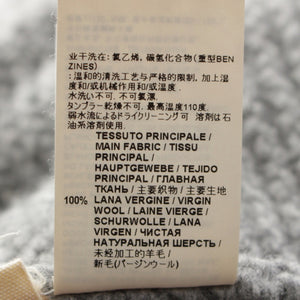 业干洗在: 氯乙烯, 碳氢化合物(重型BEN
ZINES)
:温和的清洗工艺与严格的限制, 加上湿
度和/或机械作用和/或温度.
水洗い不可. 不可氯漂.
タンブラー乾燥不可. 最高温度110度.
弱水流によるドライクリーニング可 溶剤は石
油系溶剤使用.
TESSUTO PRINCIPALE /
MAIN FABRIC / TISSU
PRINCIPAL /
HAUPTGEWEBE / TEJIDO
PRINCIPAL / ГЛАВНАЯ
ТКАНЬ / 主要织物 / 主要生
地
100% LANA VERGINE / VIRGIN
WOOL / LAINE VIERGE /
SCHURWOLLE / LANA
VIRGEN / ЧИСТАЯ
НАТУРАЛЬНАЯ ШЕРСТЬ /
未经加工的羊毛 /
新毛(バージンウール)